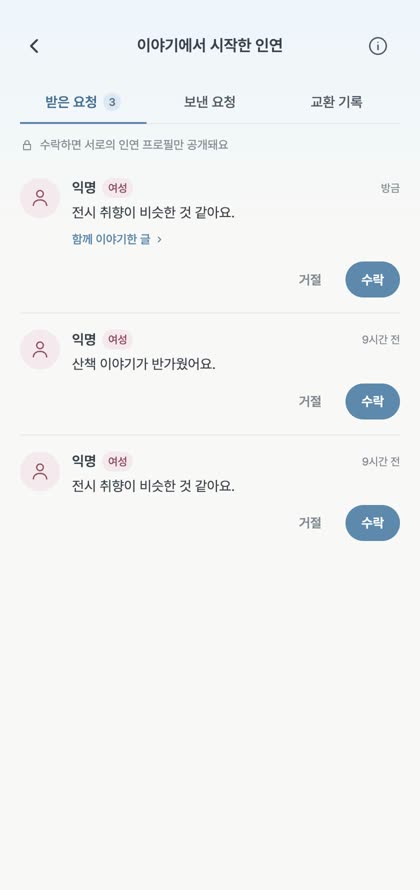 이야기에서 시작한 인연
받은 요청 3
보낸 요청
교환 기록
수락하면 서로의 인연 프로필만 공개돼요
익명 여성 방금
전시 취향이 비슷한 것 같아요.
함께 이야기한 글 >
거절 수락
익명 여성 9시간 전
산책 이야기가 반가웠어요.
거절 수락
익명 여성 9시간 전
전시 취향이 비슷한 것 같아요.
거절 수락